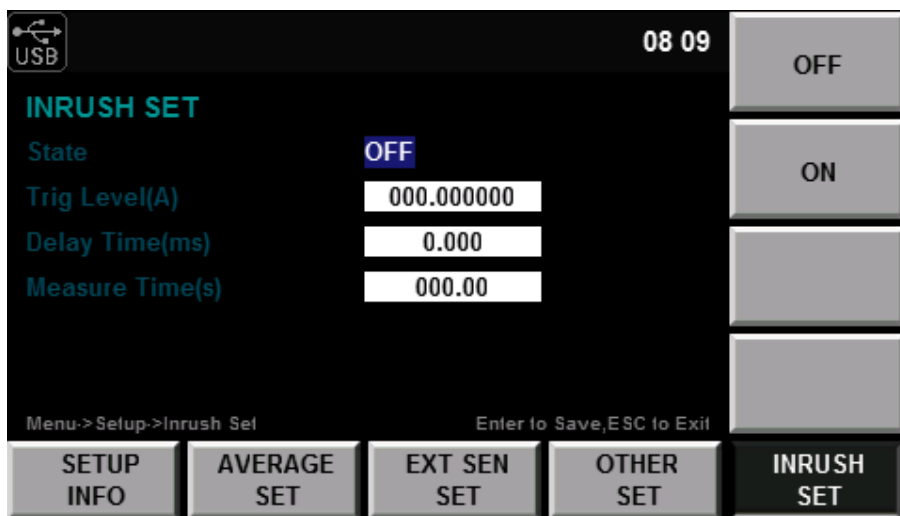 USB
08 09
OFF
INRUSH SET
State OFF
ON
Trig Level(A) 000.000000
Delay Time(ms) 0.000
Measure Time(s) 000.00
Menu->Setup->Inrush Set Enter to Save,ESC to Exit
SETUP INFO
AVERAGE SET
EXT SEN SET
OTHER SET
INRUSH SET